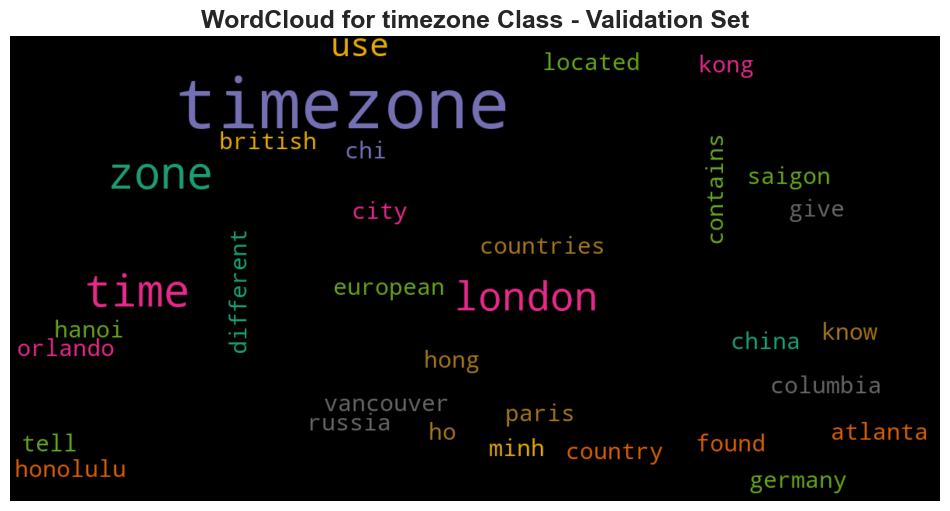 WordCloud for timezone Class - Validation Set
use
located
kong
timezone
british
chi
zone
contains
saigon
city
give
different
countries
european
time
london
hanoi
orlando
know
china
hong
columbia
vancouver
paris
russia
ho
atlanta
tell
minh
country
found
honolulu
germany